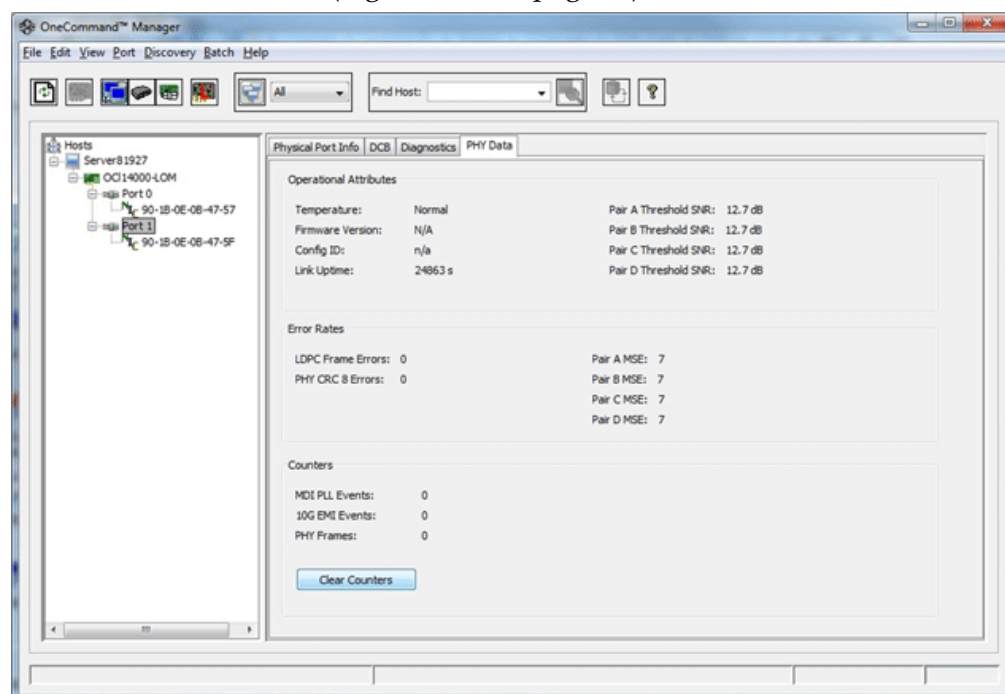 OneCommand™ Manager
File Edit View Port Discovery Batch Help
All
Find Host:
Hosts
Server81927
OCl14000-LOM
Port 0
90-1B-0E-0B-47-57
Port 1
90-1B-0E-0B-47-5F
Physical Port Info DCB Diagnostics PHY Data
Operational Attributes
Temperature: Normal Pair A Threshold SNR: 12.7 dB
Firmware Version: N/A Pair B Threshold SNR: 12.7 dB
Config ID: n/a Pair C Threshold SNR: 12.7 dB
Link Uptime: 24863 s Pair D Threshold SNR: 12.7 dB
Error Rates
LDPC Frame Errors: 0 Pair A MSE: 7
PHY CRC 8 Errors: 0 Pair B MSE: 7
Pair C MSE: 7
Pair D MSE: 7
Counters
MDI PLL Events: 0
10G EMI Events: 0
PHY Frames: 0
Clear Counters